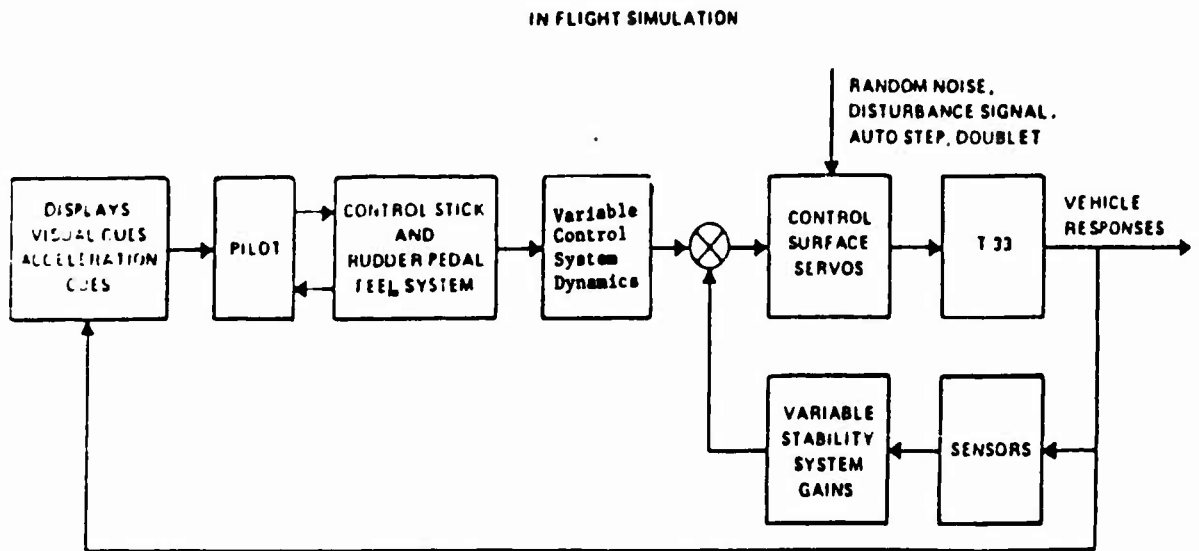 IN FLIGHT SIMULATION
RANDOM NOISE,
DISTURBANCE SIGNAL,
AUTO STEP, DOUBLET
DISPLAYS
VISUAL CUES
ACCELERATION
CUES
PILOT
CONTROL STICK
AND
RUDDER PEDAL
FEEL SYSTEM
Variable
Control
System
Dynamics
CONTROL
SURFACE
SERVOS
T 33
VEHICLE
RESPONSES
VARIABLE
STABILITY
SYSTEM
GAINS
SENSORS